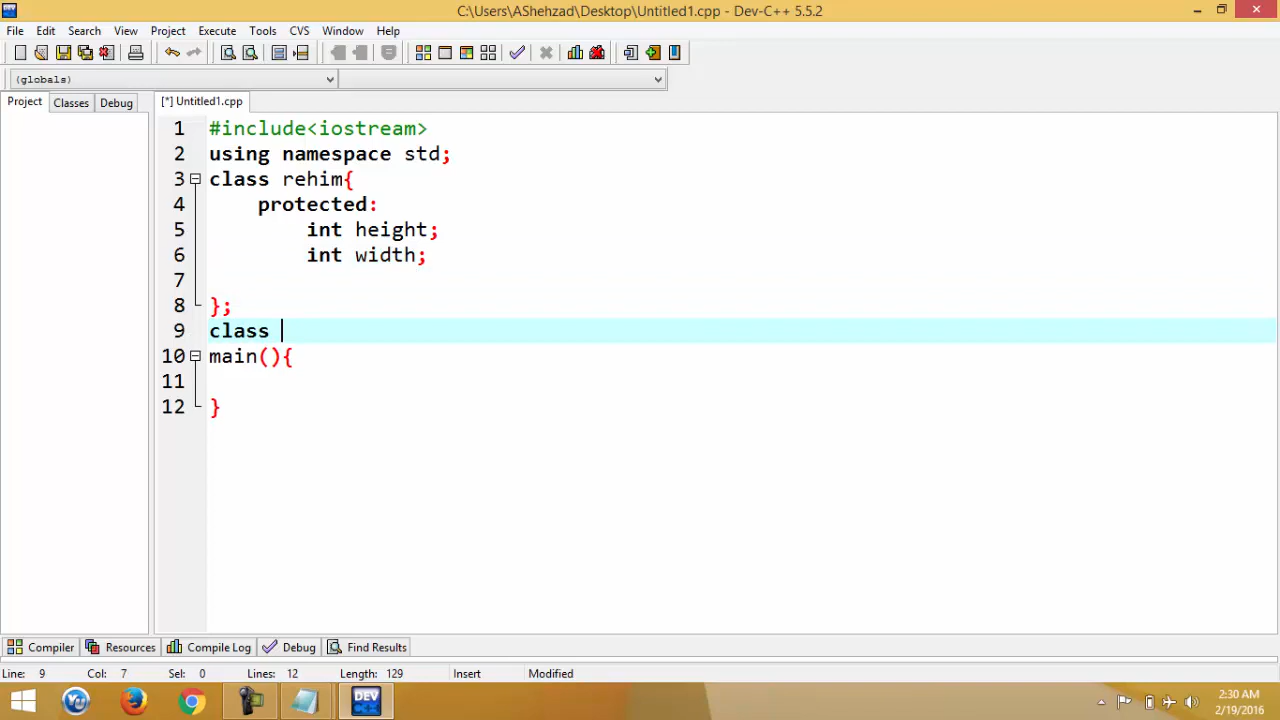 C:\Users\AShehzad\Desktop\Untitled1.cpp - Dev-C++ 5.5.2
File Edit Search View Project Execute Tools CVS Window Help
(globals)
Project Classes Debug [*] Untitled1.cpp
1 #include<iostream>
2 using namespace std;
3 class rehim{
4 protected:
5 int height;
6 int width;
7
8 };
9 class
10 main(){
11
12 }
Compiler Resources Compile Log Debug Find Results
Line: 9 Col: 7 Sel: 0 Lines: 12 Length: 129 Insert Modified
DEV
2:30 AM
2/19/2016